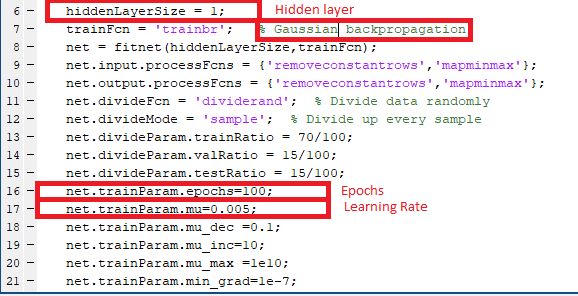 6 - hiddenLayerSize = 1; Hidden layer
7 - trainFcn = 'trainbr'; % Gaussian backpropagation
8 - net = fitnet(hiddenLayerSize,trainFcn);
9 - net.input.processFcns = {'removeconstantrows','mapminmax'};
10 - net.output.processFcns = {'removeconstantrows','mapminmax'};
11 - net.divideFcn = 'dividerand'; % Divide data randomly
12 - net.divideMode = 'sample'; % Divide up every sample
13 - net.divideParam.trainRatio = 70/100;
14 - net.divideParam.valRatio = 15/100;
15 - net.divideParam.testRatio = 15/100;
16 - net.trainParam.epochs=100; Epochs
17 - net.trainParam.mu=0.005; Learning Rate
18 - net.trainParam.mu_dec =0.1;
19 - net.trainParam.mu_inc=10;
20 - net.trainParam.mu_max =1e10;
21 - net.trainParam.min_grad=1e-7;